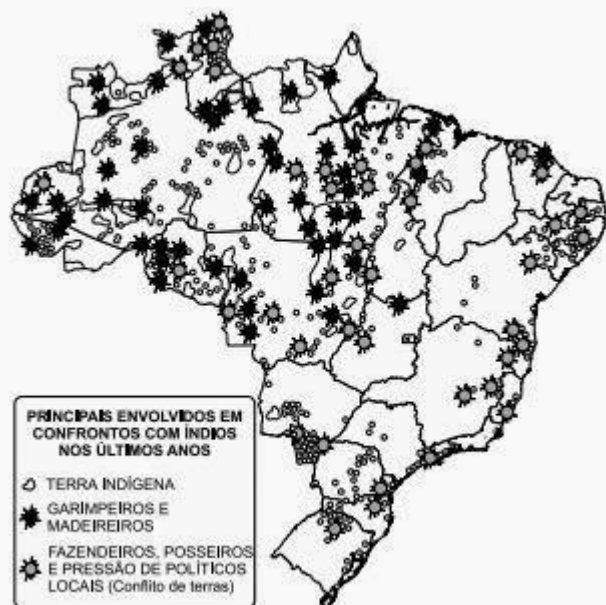 PRINCIPAIS ENVOLVIDOS EM
CONFRONTOS COM ÍNDIOS
NOS ÚLTIMOS ANOS
TERRA INDÍGENA
GARIMPEIROS E
MADEIREIROS
FAZENDEIROS, POSSEIROS
E PRESSÃO DE POLÍTICOS
LOCAIS (Conflito de terras)